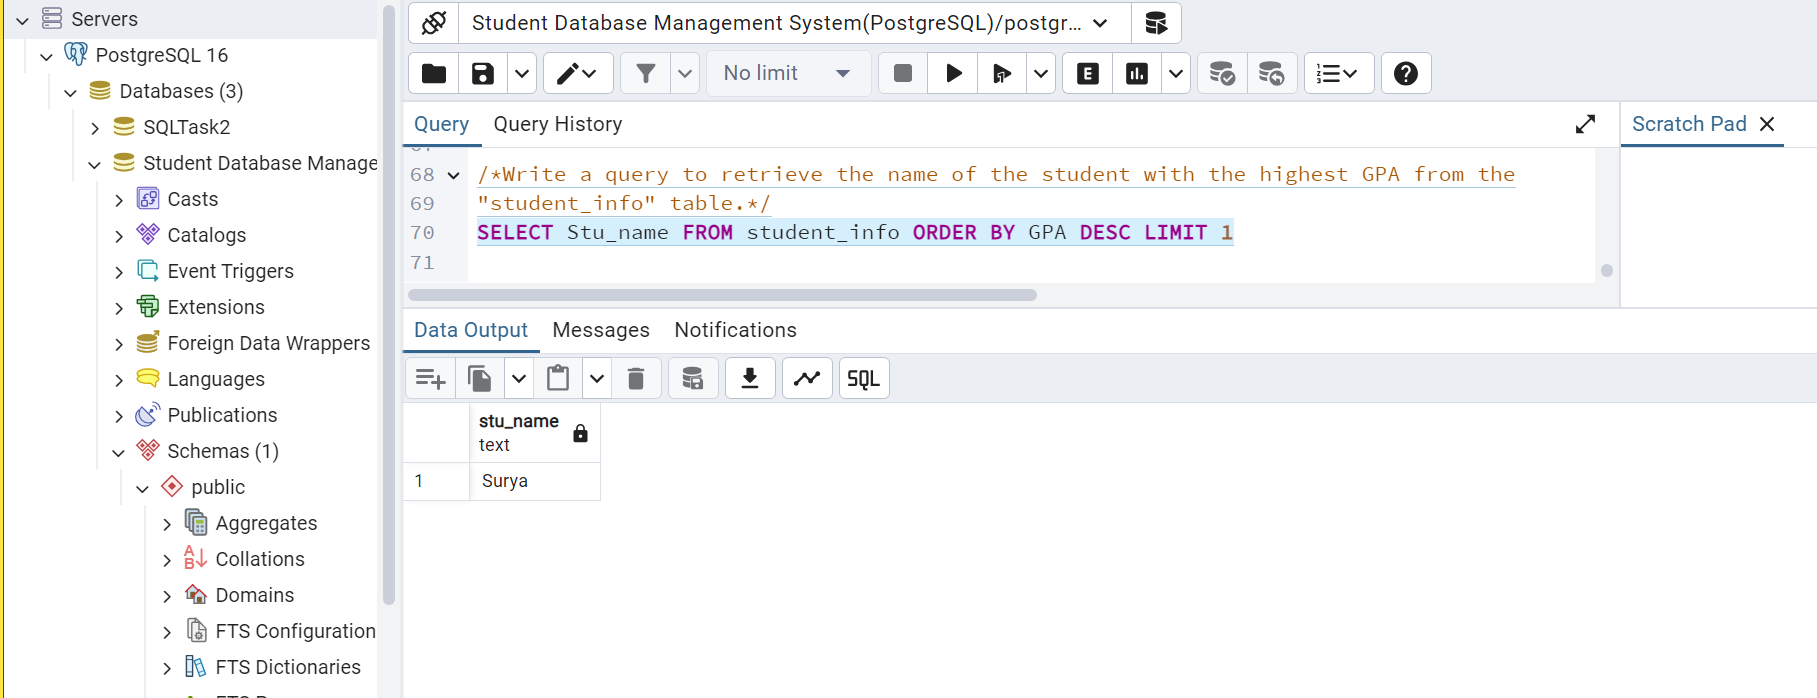 Servers
PostgreSQL 16
Databases (3)
SQLTask2
Student Database Manage
Casts
Catalogs
Event Triggers
Extensions
Foreign Data Wrappers
Languages
Publications
Schemas (1)
public
Aggregates
Collations
Domains
FTS Configuration
FTS Dictionaries
Student Database Management System(PostgreSQL)/postgr...
No limit
E
Query
Query History
Scratch Pad
68 /*Write a query to retrieve the name of the student with the highest GPA from the
69 "student_info" table.*/
70 SELECT Stu_name FROM student_info ORDER BY GPA DESC LIMIT 1
71
Data Output
Messages
Notifications
SQL
stu_name
text
1 Surya